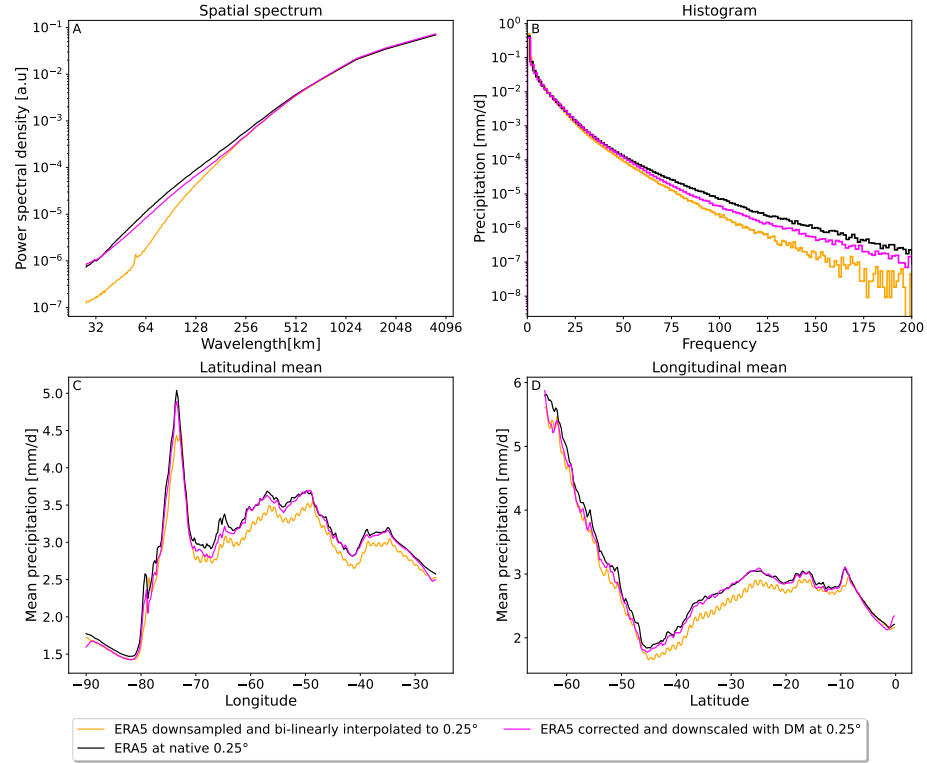 Spatial spectrum
A
10⁻¹
10⁻²
10⁻³
10⁻⁴
10⁻⁵
10⁻⁶
10⁻⁷
Power spectral density [a.u]
32 64 128 256 512 1024 2048 4096
Wavelength[km]
Histogram
B
10⁰
10⁻¹
10⁻²
10⁻³
10⁻⁴
10⁻⁵
10⁻⁶
10⁻⁷
10⁻⁸
Precipitation [mm/d]
0 25 50 75 100 125 150 175 200
Frequency
Latitudinal mean
C
5.0
4.5
4.0
3.5
3.0
2.5
2.0
1.5
Mean precipitation [mm/d]
−90 −80 −70 −60 −50 −40 −30
Longitude
Longitudinal mean
D
6
5
4
3
2
Mean precipitation [mm/d]
−60 −50 −40 −30 −20 −10 0
Latitude
ERA5 downsampled and bi-linearly interpolated to 0.25°
ERA5 at native 0.25°
ERA5 corrected and downscaled with DM at 0.25°